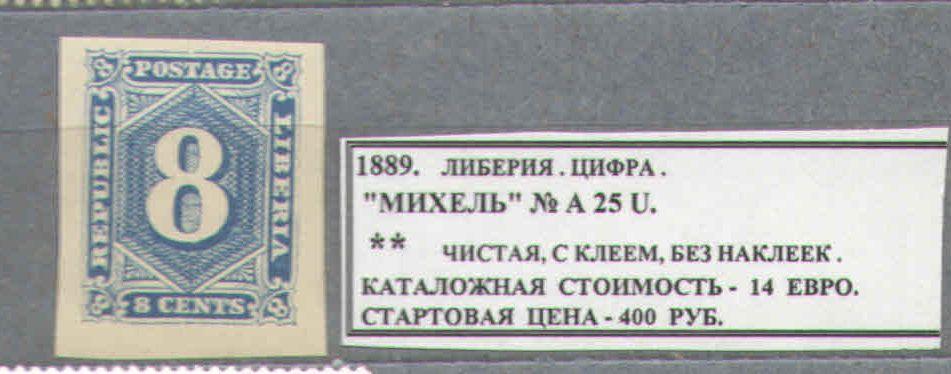 POSTAGE
REPUBLIC
LIBERIA
8
8 CENTS
1889. ЛИБЕРИЯ . ЦИФРА .
"МИХЕЛЬ" № А 25 U.
** ЧИСТАЯ, С КЛЕЕМ, БЕЗ НАКЛЕЕК .
КАТАЛОЖНАЯ СТОИМОСТЬ - 14 ЕВРО.
СТАРТОВАЯ ЦЕНА - 400 РУБ.